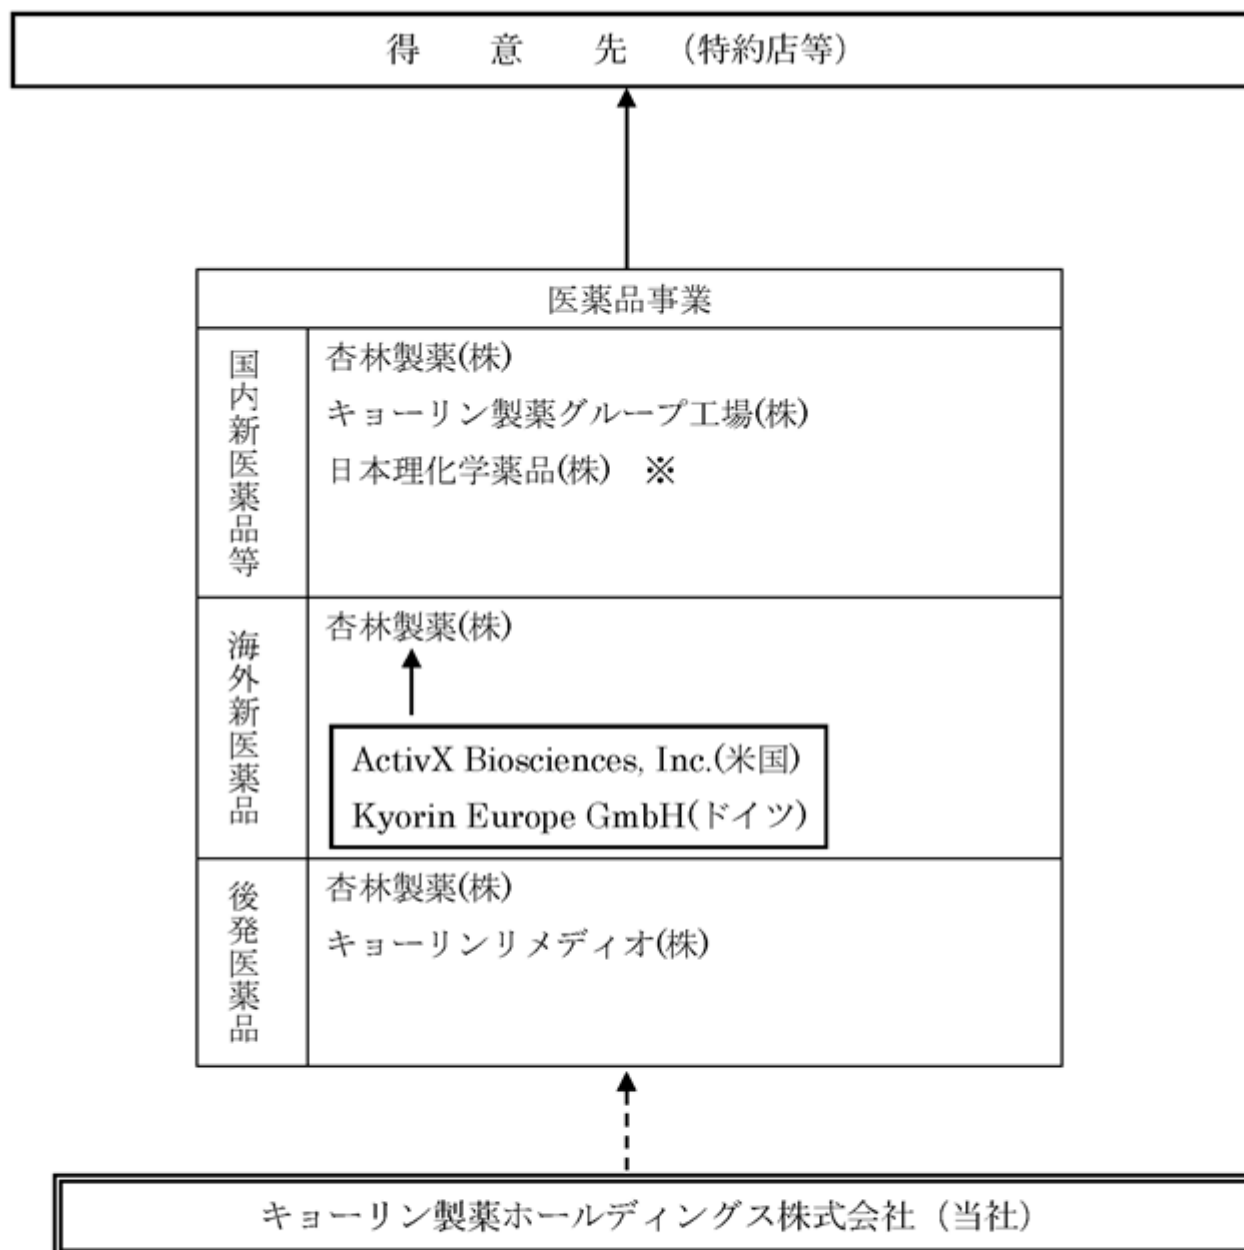 得意先 (特約店等)
医薬品事業
国内新医薬品等
杏林製薬(株)
キョーリン製薬グループ工場(株)
日本理化学薬品(株) ※
海外新医薬品
杏林製薬(株)
ActivX Biosciences, Inc.(米国)
Kyorin Europe GmbH(ドイツ)
後発医薬品
杏林製薬(株)
キョーリンリメディオ(株)
キョーリン製薬ホールディングス株式会社 (当社)